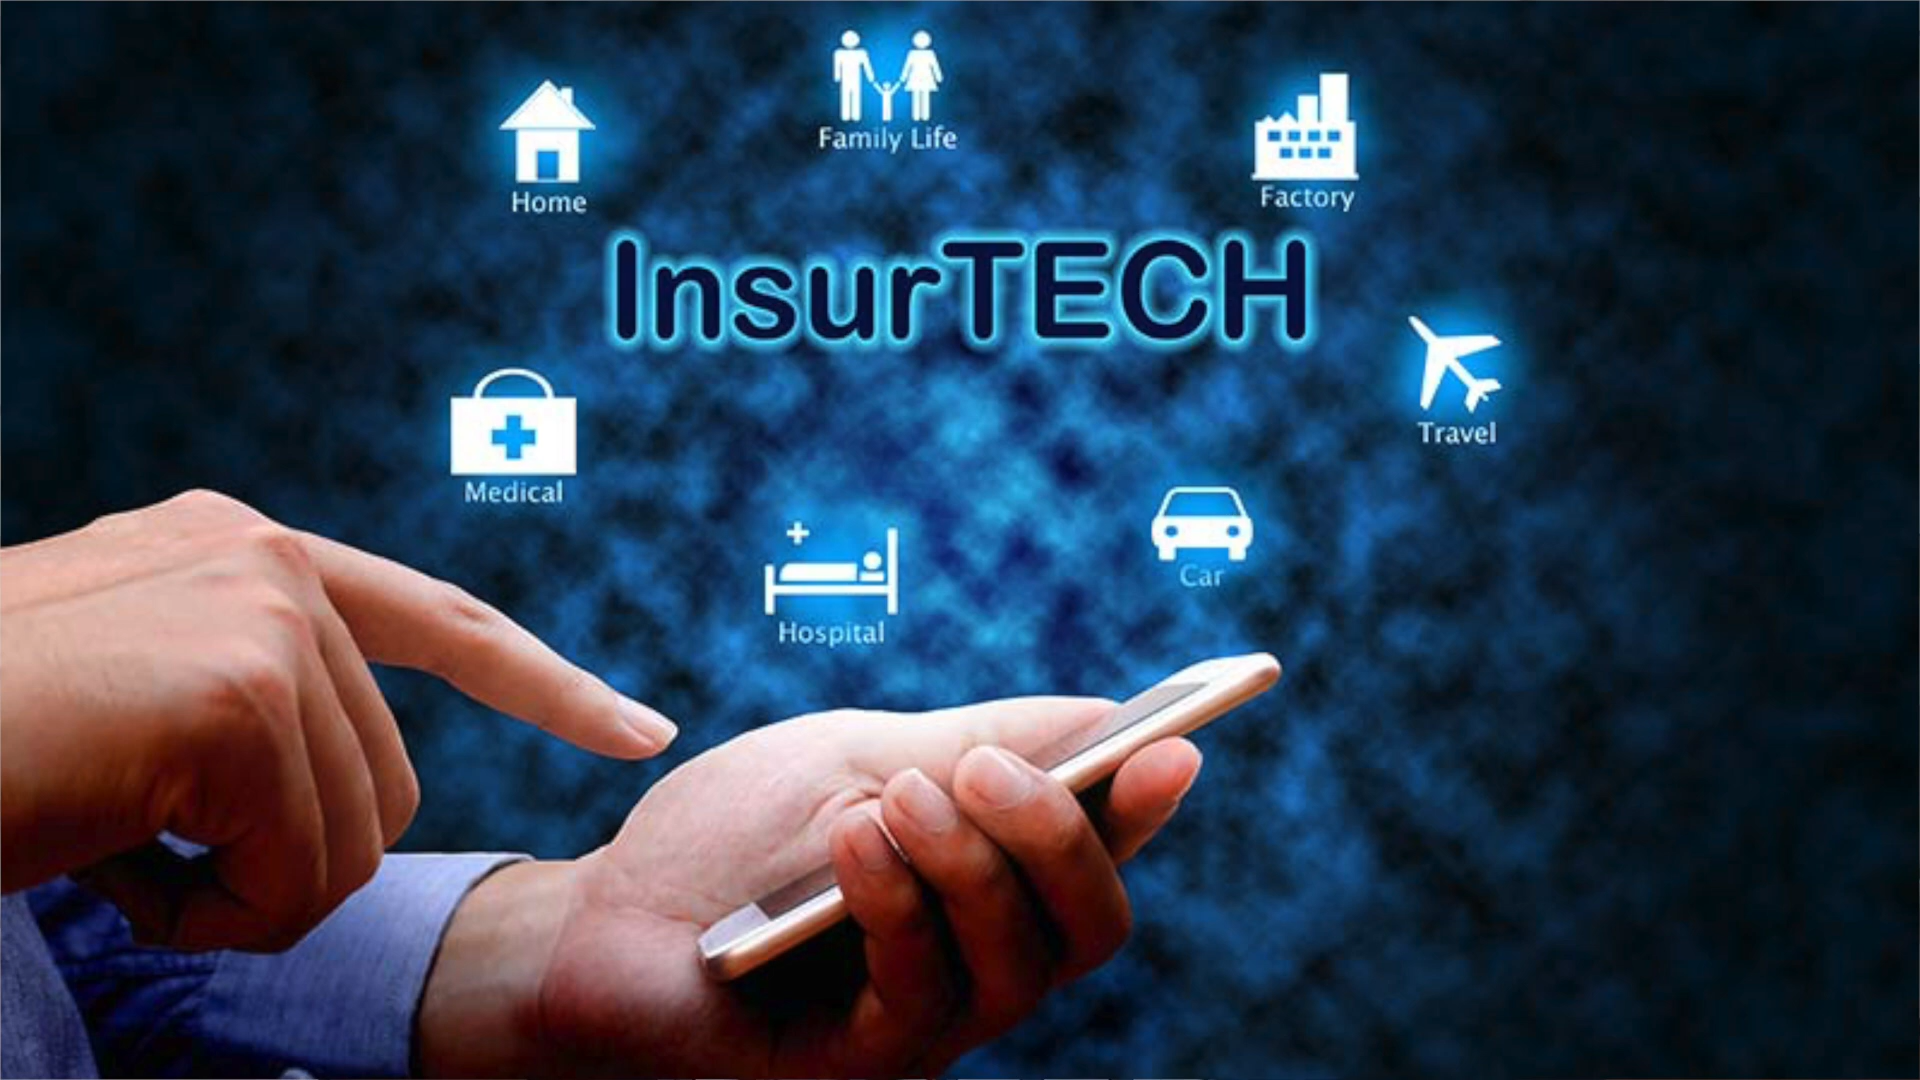 Family Life
Home
Factory
InsurTECH
Travel
Medical
Car
Hospital